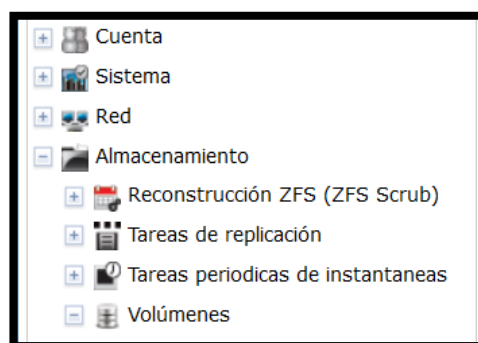 Cuenta
Sistema
Red
Almacenamiento
Reconstrucción ZFS (ZFS Scrub)
Tareas de replicación
Tareas periodicas de instantaneas
Volúmenes